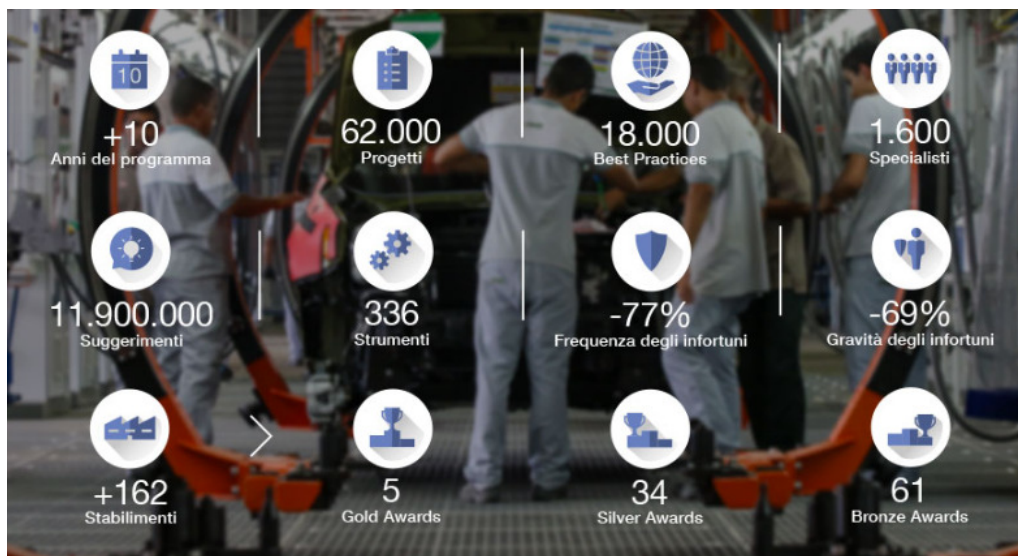 10
+10
Anni del programma
62.000
Progetti
18.000
Best Practices
1.600
Specialisti
11.900.000
Suggerimenti
336
Strumenti
-77%
Frequenza degli infortuni
-69%
Gravità degli infortuni
+162
Stabilimenti
5
Gold Awards
34
Silver Awards
61
Bronze Awards